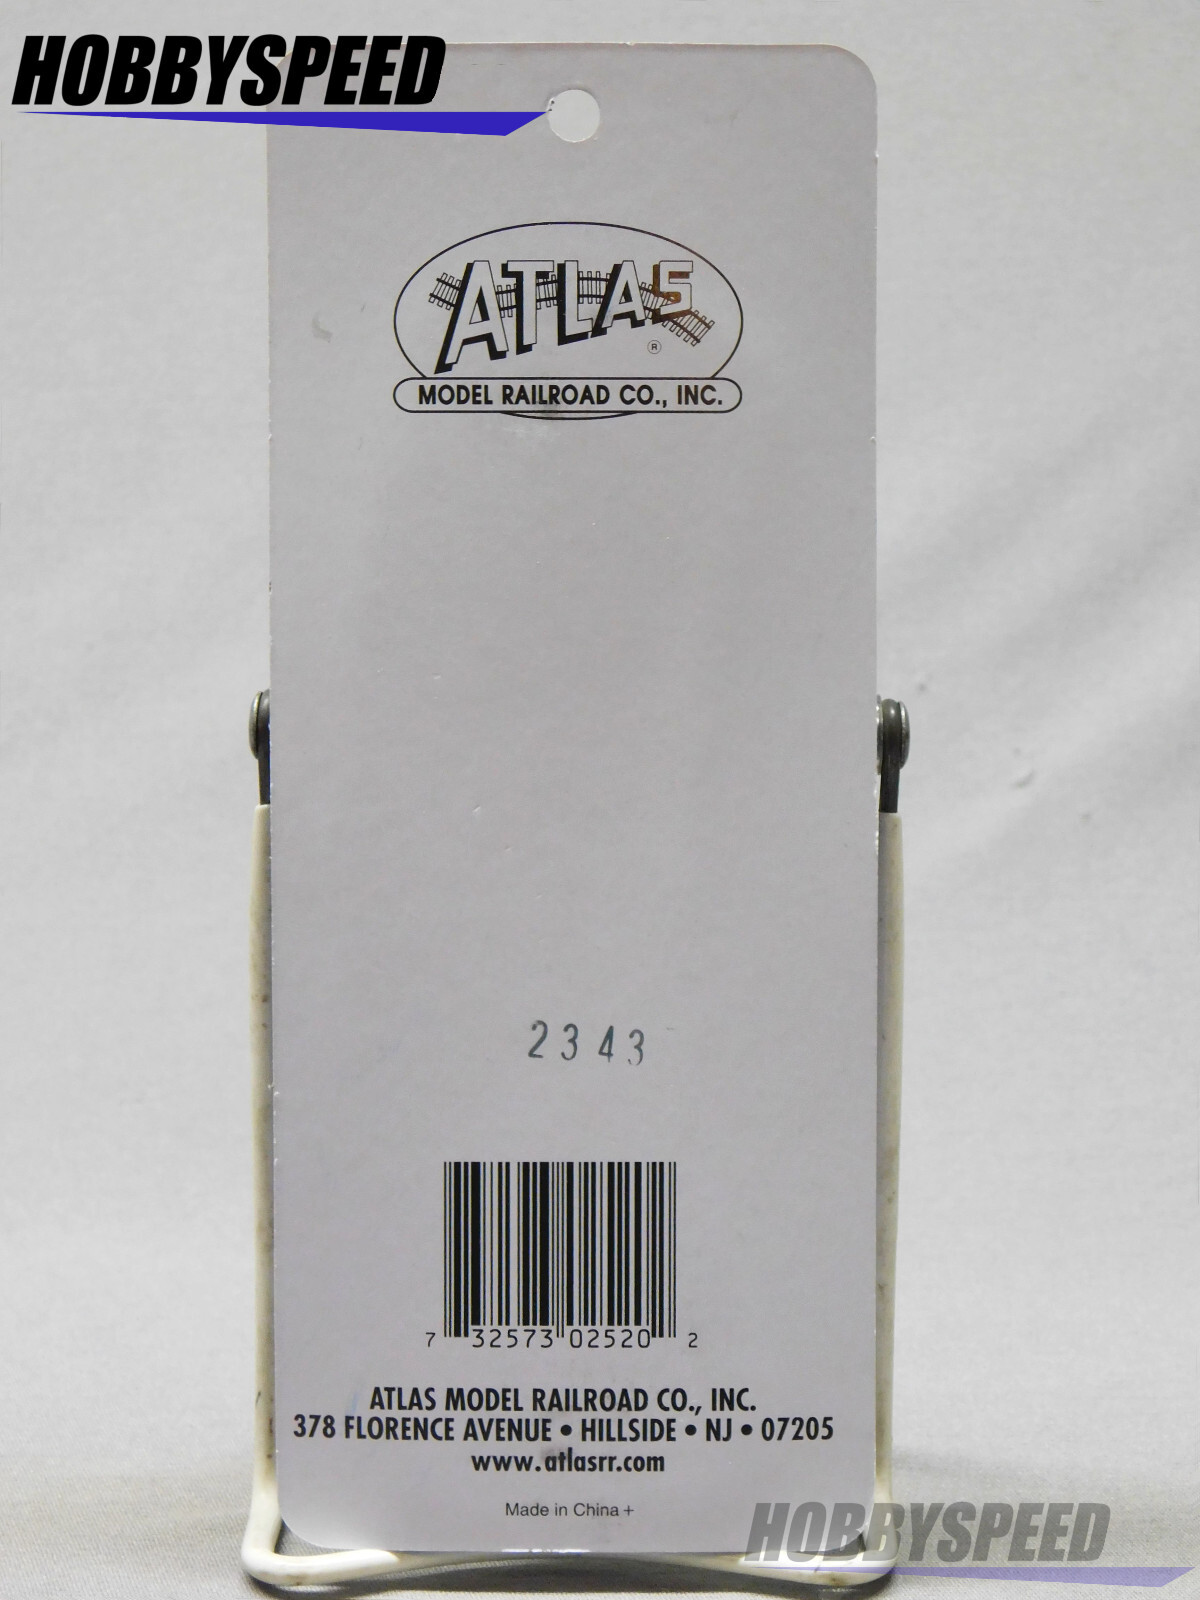 HOBBYSPEED
ATLAS
®
MODEL RAILROAD CO., INC.
2343
7 32573 02520 2
ATLAS MODEL RAILROAD CO., INC.
378 FLORENCE AVENUE • HILLSIDE • NJ • 07205
www.atlasrr.com
Made in China +
HOBBYSPEED